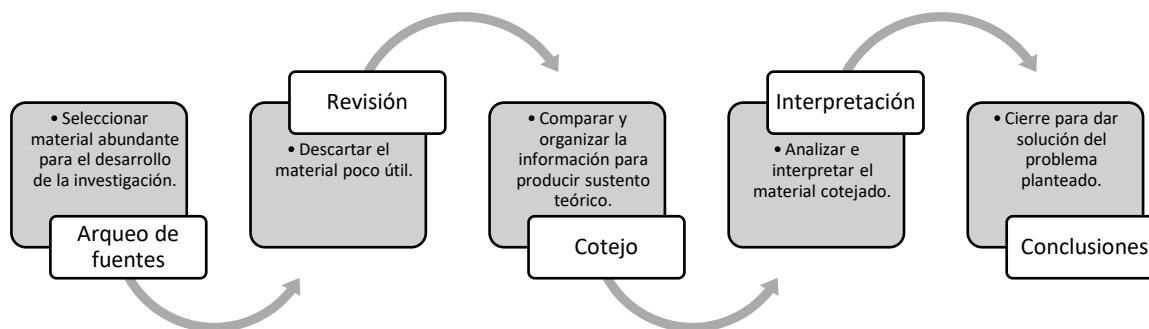 • Seleccionar
material abundante
para el desarrollo
de la investigación.
Arqueo de
fuentes
Revisión
• Descartar el
material poco útil.
• Comparar y
organizar la
información para
producir sustento
teórico.
Cotejo
Interpretación
• Analizar e
interpretar el
material cotejado.
• Cierre para dar
solución del
problema
planteado.
Conclusiones